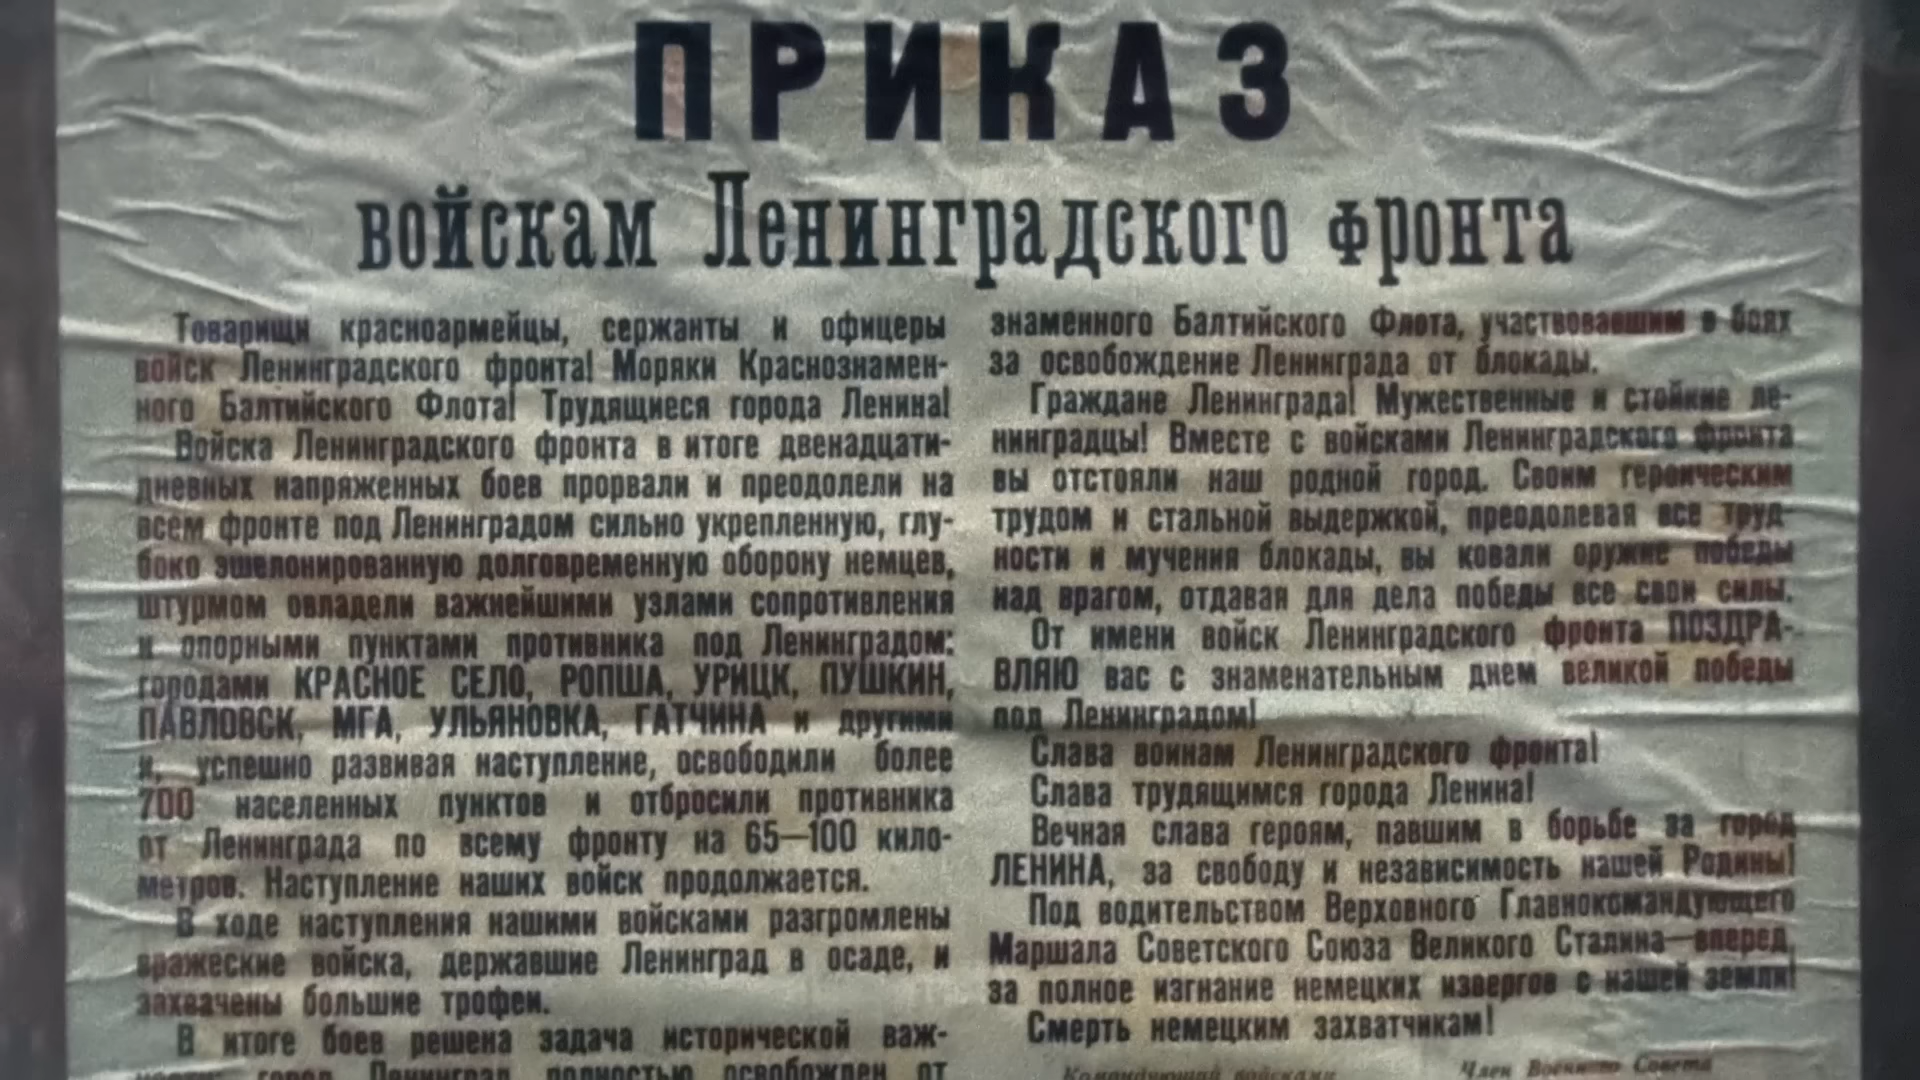 ПРИКАЗ
войскам Ленинградского фронта
Товарищи красноармейцы, сержанты и офицеры
войск Ленинградского фронта! Моряки Краснознамен-
ного Балтийского Флота! Трудящиеся города Ленина!
Войска Ленинградского фронта в итоге двенадцати-
дневных напряженных боев прорвали и преодолели на
всем фронте под Ленинградом сильно укрепленную, глу-
боко эшелонированную долговременную оборону немцев,
штурмом овладели важнейшими узлами сопротивления
и опорными пунктами противника под Ленинградом:
городами КРАСНОЕ СЕЛО, РОПША, УРИЦК, ПУШКИН,
ПАВЛОВСК, МГА, УЛЬЯНОВКА, ГАТЧИНА и другими
и, успешно развивая наступление, освободили более
700 населенных пунктов и отбросили противника
от Ленинграда по всему фронту на 65—100 кило-
метров. Наступление наших войск продолжается.
В ходе наступления нашими войсками разгромлены
вражеские войска, державшие Ленинград в осаде, и
захвачены большие трофеи.
В итоге боев решена задача исторической важ-
ности: город Ленинград полностью освобожден от
знаменного Балтийского Флота, участвовавшим в боях
за освобождение Ленинграда от блокады.
Граждане Ленинграда! Мужественные и стойкие ле-
нинградцы! Вместе с войсками Ленинградского фронта
вы отстояли наш родной город. Своим героическим
трудом и стальной выдержкой, преодолевая все труд-
ности и мучения блокады, вы ковали оружие победы
над врагом, отдавая для дела победы все свои силы.
От имени войск Ленинградского фронта ПОЗДРА-
ВЛЯЮ вас с знаменательным днем великой победы
под Ленинградом!
Слава воинам Ленинградского фронта!
Слава трудящимся города Ленина!
Вечная слава героям, павшим в борьбе за город
ЛЕНИНА, за свободу и независимость нашей Родины!
Под водительством Верховного Главнокомандующего
Маршала Советского Союза Великого Сталина—вперед,
за полное изгнание немецких извергов с нашей земли!
Смерть немецким захватчикам!
Командующий войсками
Член Военного Совета